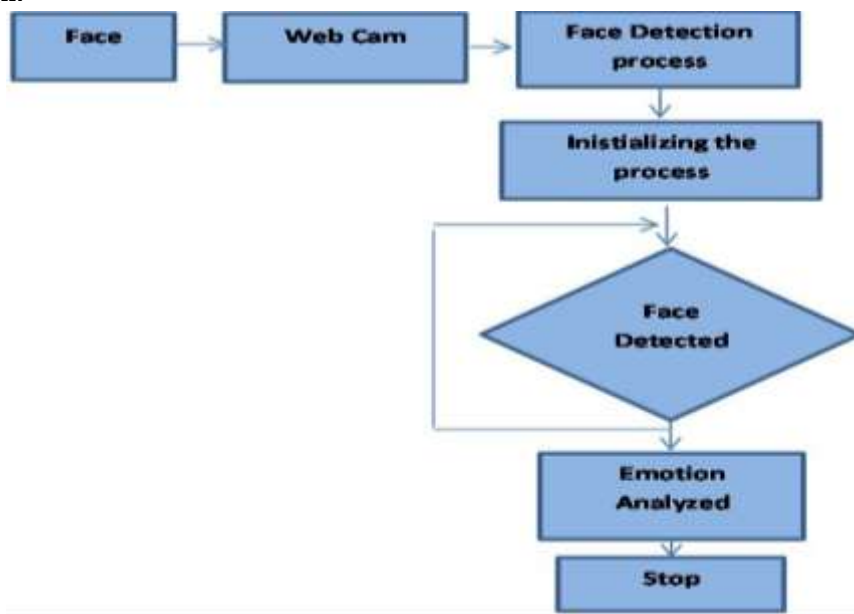 Face
Web Cam
Face Detection
process
Inistializing the
process
Face
Detected
Emotion
Analyzed
Stop